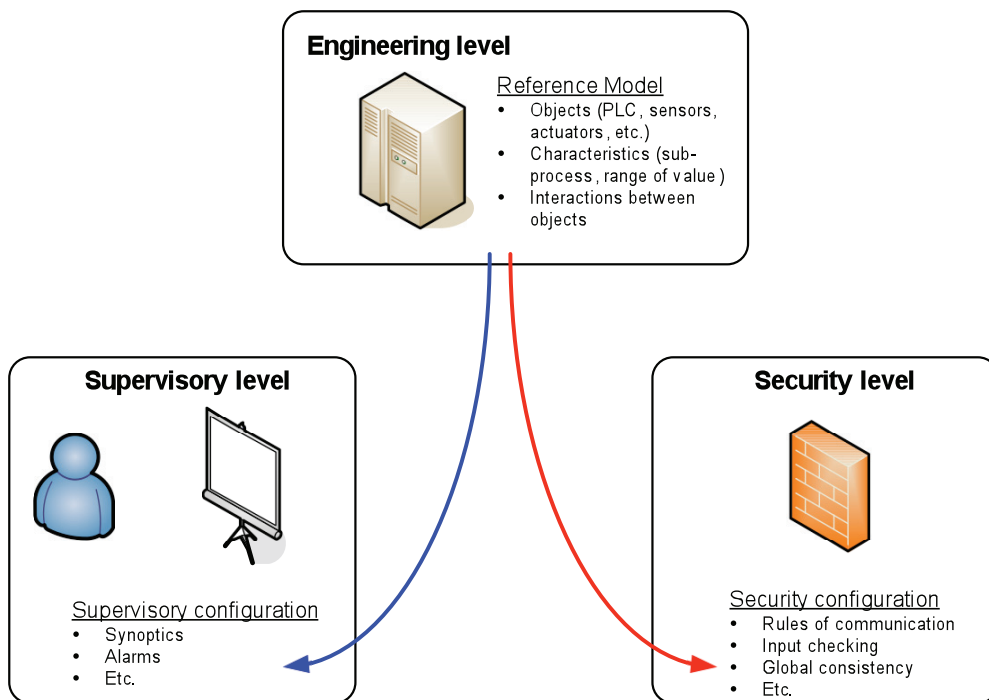 Engineering level
Reference Model
• Objects (PLC, sensors,
actuators, etc.)
• Characteristics (sub-
process, range of value)
• Interactions between
objects
Supervisory level
Supervisory configuration
• Synoptics
• Alarms
• Etc.
Security level
Security configuration
• Rules of communication
• Input checking
• Global consistency
• Etc.